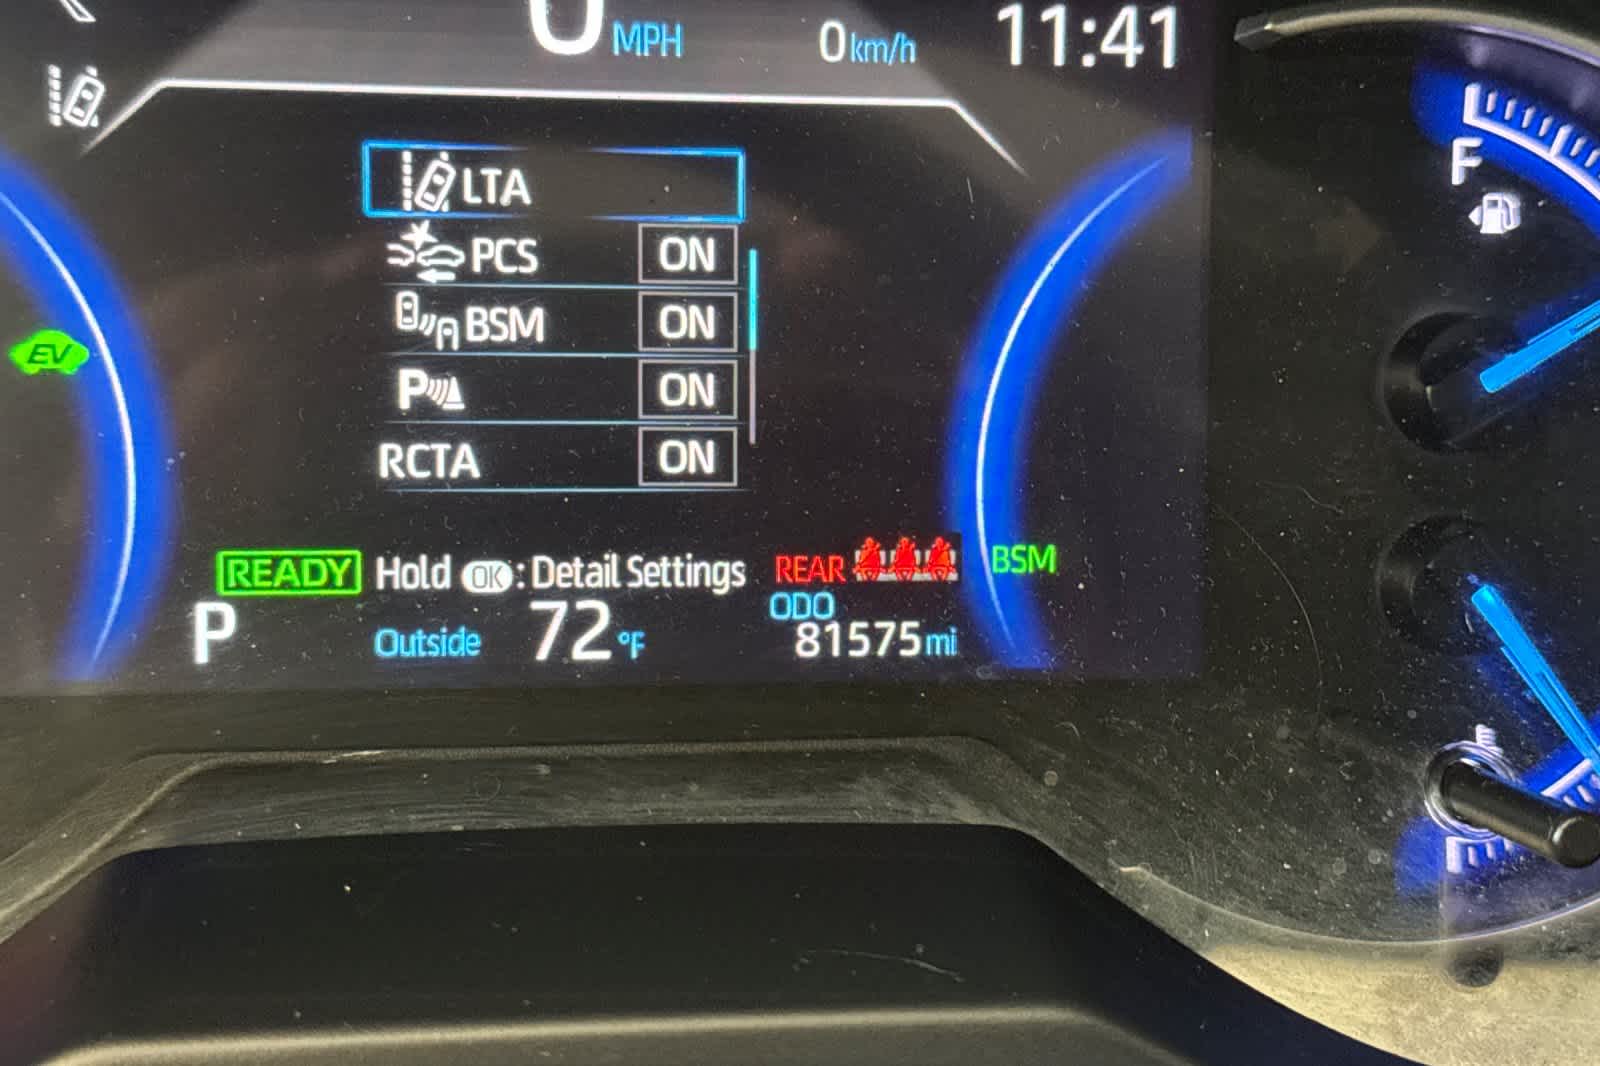 0 MPH 0 km/h 11:41
LTA
PCS ON
BSM ON
P ON
RCTA ON
EV
READY Hold OK : Detail Settings REAR BSM
P Outside 72 °F ODO
81575 mi
F